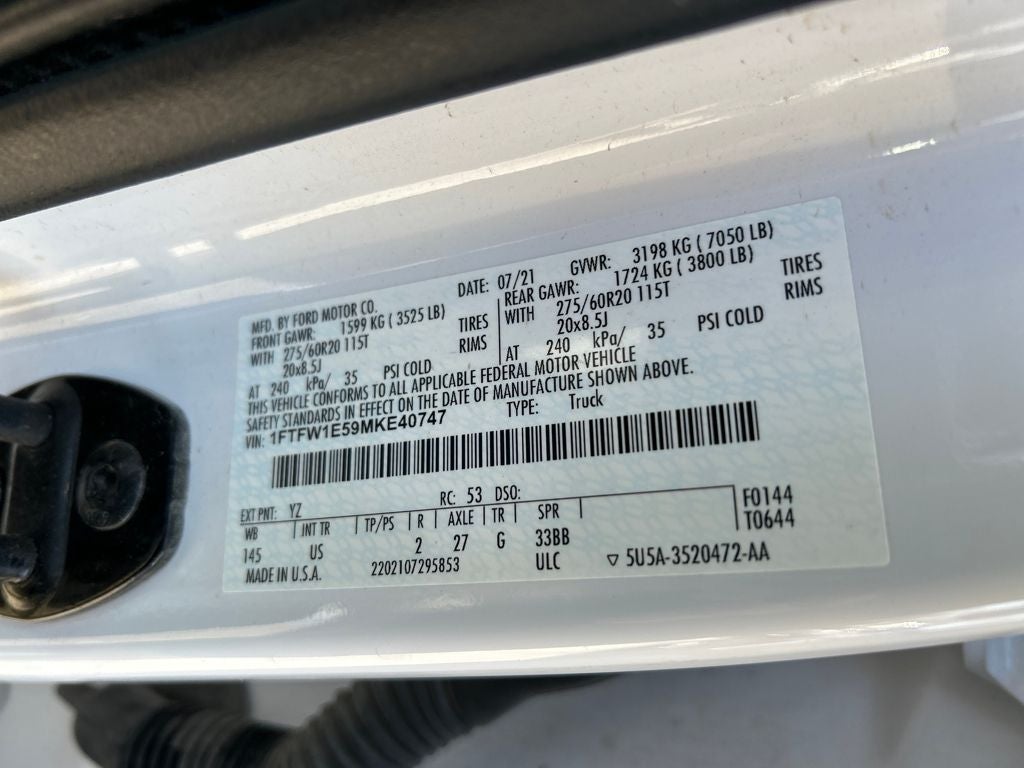 MFD. BY FORD MOTOR CO. DATE: 07/21 GVWR: 3198 KG ( 7050 LB)
FRONT GAWR: 1599 KG ( 3525 LB) REAR GAWR: 1724 KG ( 3800 LB)
WITH 275/60R20 115T TIRES WITH 275/60R20 115T TIRES
20x8.5J RIMS 20x8.5J RIMS
AT 240 kPa/ 35 PSI COLD AT 240 kPa/ 35 PSI COLD
THIS VEHICLE CONFORMS TO ALL APPLICABLE FEDERAL MOTOR VEHICLE
SAFETY STANDARDS IN EFFECT ON THE DATE OF MANUFACTURE SHOWN ABOVE.
VIN: 1FTFW1E59MKE40747 TYPE: Truck
EXT PNT: YZ RC: 53 DSO: F0144
WB INT TR TP/PS R AXLE TR SPR T0644
145 US 2 27 G 33BB
MADE IN U.S.A. 2202107295853 ULC ▽ 5U5A-3520472-AA